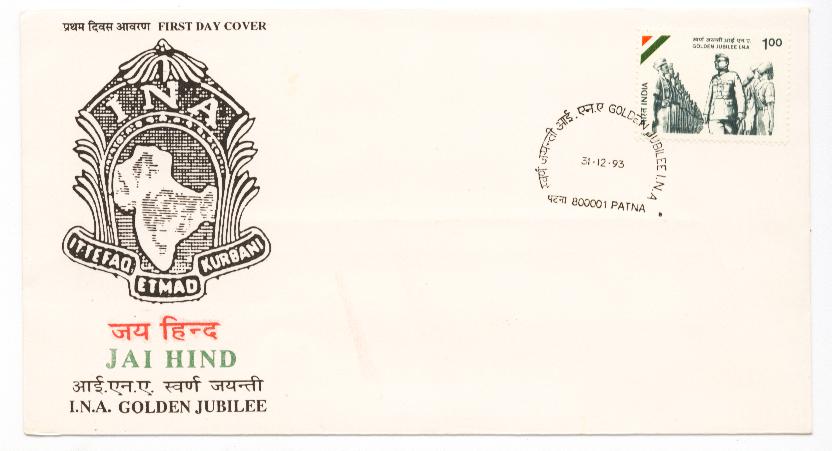 प्रथम दिवस आवरण FIRST DAY COVER
INA
ITTEFAQ ETMAD KURBANI
जय हिन्द
JAI HIND
आई.एन.ए. स्वर्ण जयन्ती
I.N.A. GOLDEN JUBILEE
स्वर्ण जयन्ती आई एन ए.
GOLDEN JUBILEE I.N.A
1.00
भारत INDIA
स्वर्ण जयन्ती आई. एन.ए GOLDEN JUBILEE I.N.A
31-12-93
पटना 800001 PATNA